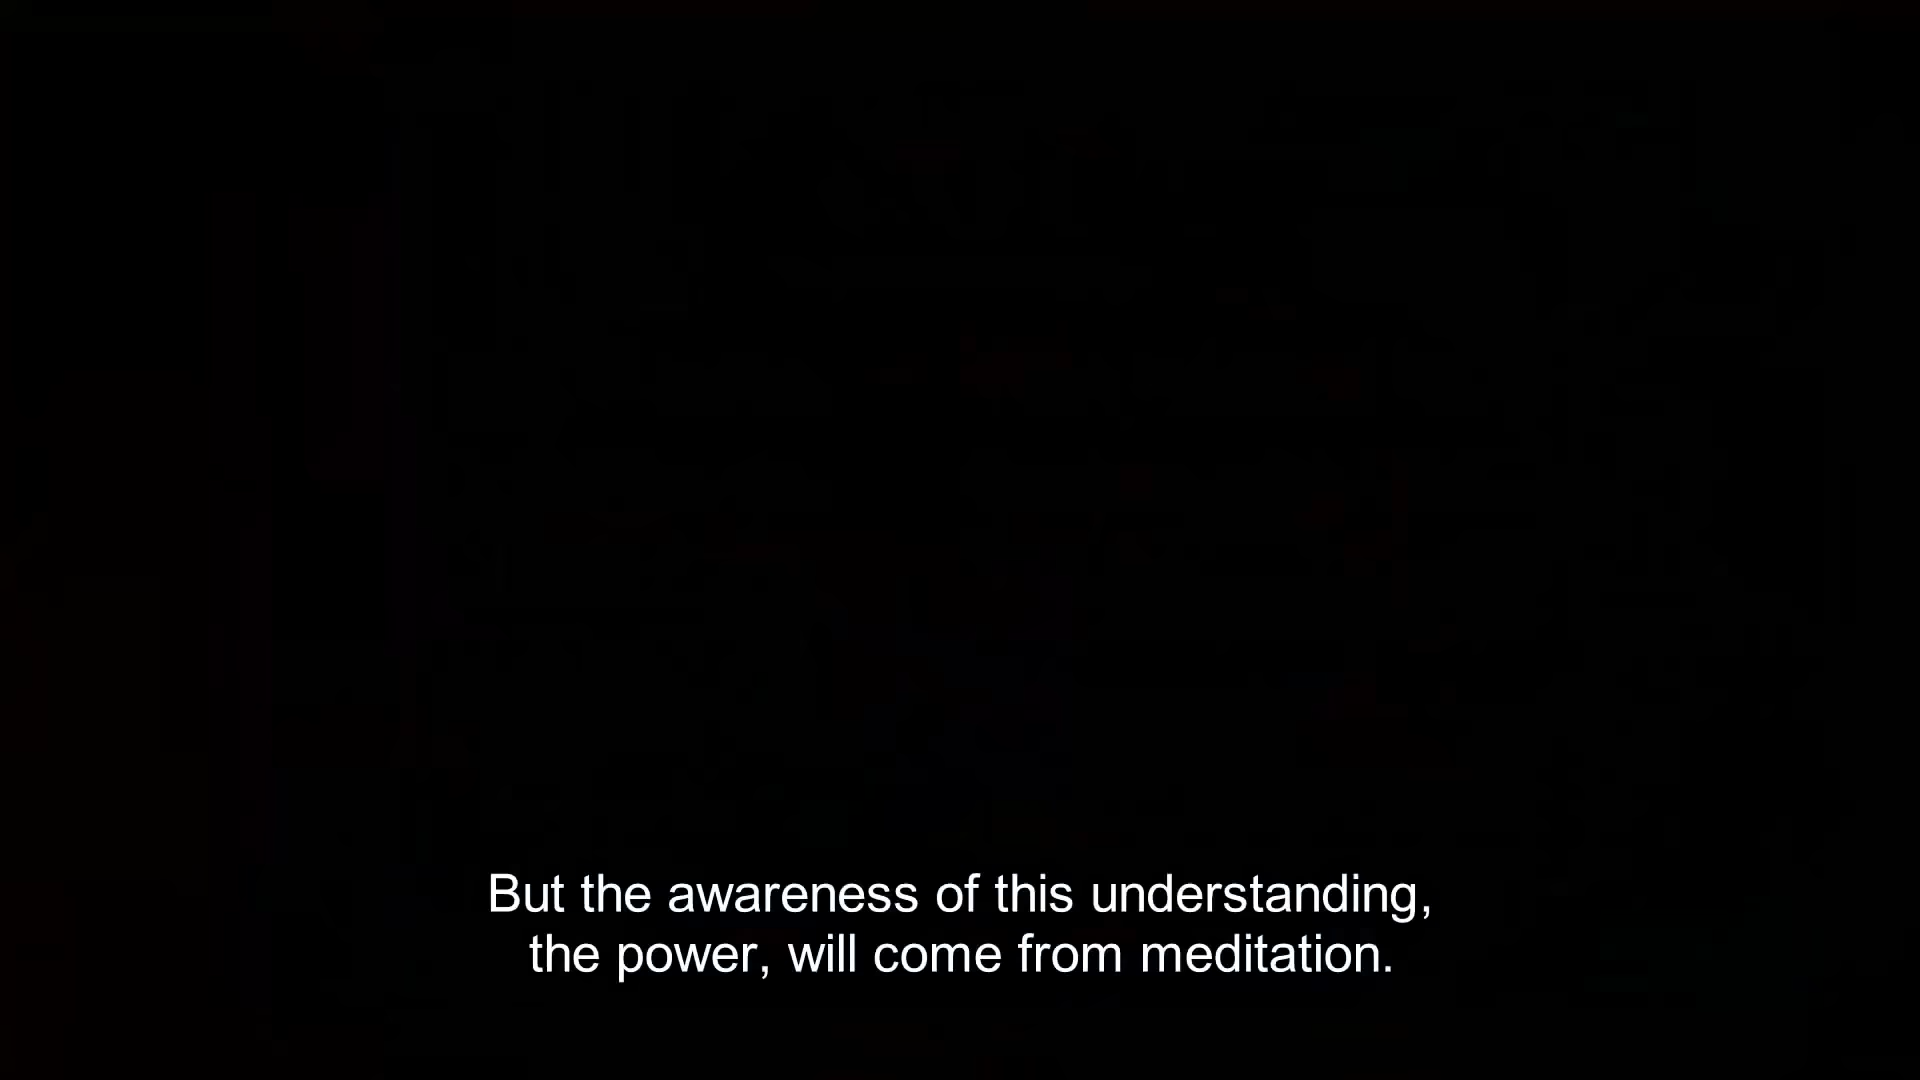 But the awareness of this understanding,
the power, will come from meditation.